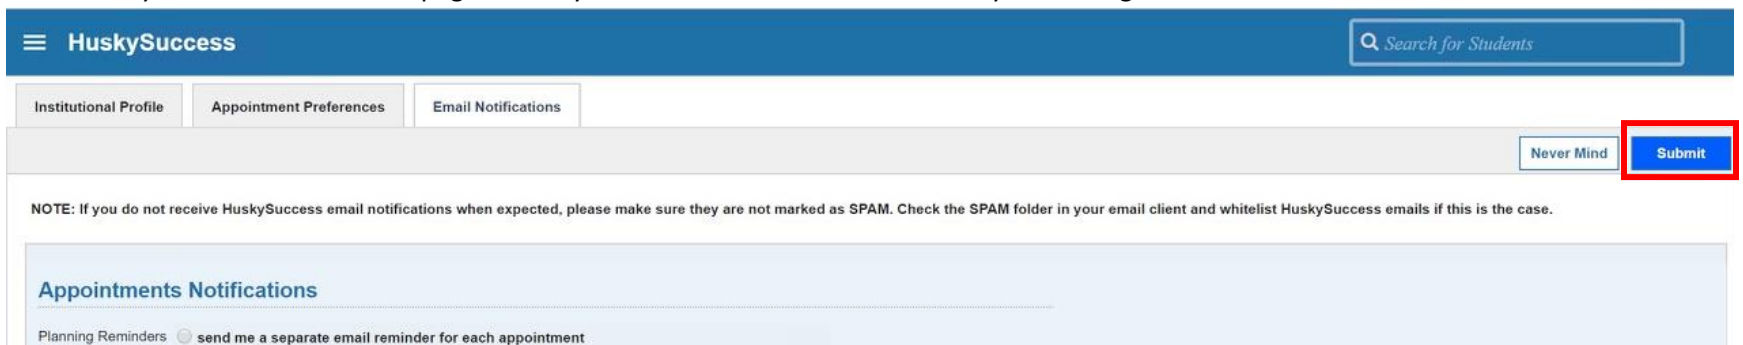 HuskySuccess
Search for Students
Institutional Profile Appointment Preferences Email Notifications
Never Mind Submit
NOTE: If you do not receive HuskySuccess email notifications when expected, please make sure they are not marked as SPAM. Check the SPAM folder in your email client and whitelist HuskySuccess emails if this is the case.
Appointments Notifications
Planning Reminders send me a separate email reminder for each appointment